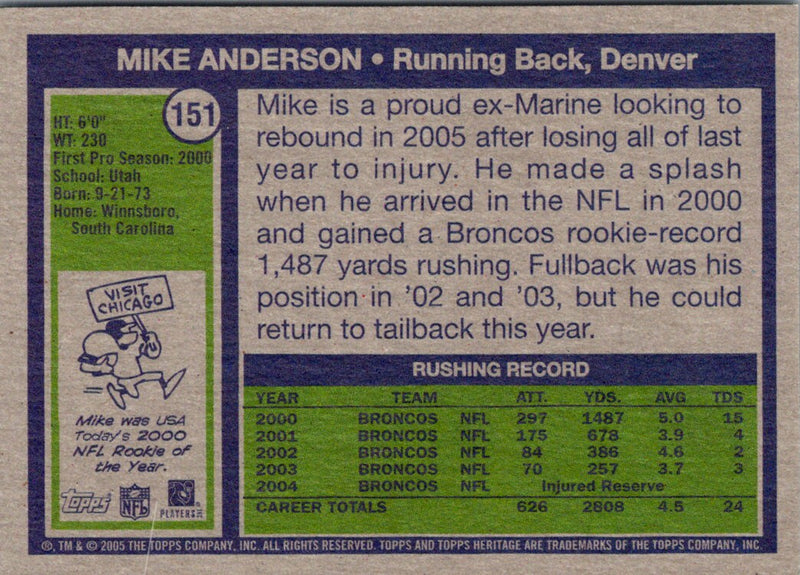 MIKE ANDERSON • Running Back, Denver
151
HT: 6'0"
WT: 230
First Pro Season: 2000
School: Utah
Born: 9-21-73
Home: Winnsboro,
South Carolina
VISIT
CHICAGO
Mike was USA
Today's 2000
NFL Rookie of
the Year.
topps NFL PLAYERS INC
Mike is a proud ex-Marine looking to
rebound in 2005 after losing all of last
year to injury. He made a splash
when he arrived in the NFL in 2000
and gained a Broncos rookie-record
1,487 yards rushing. Fullback was his
position in '02 and '03, but he could
return to tailback this year.
RUSHING RECORD
YEAR TEAM ATT. YDS. AVG TDS
2000 BRONCOS NFL 297 1487 5.0 15
2001 BRONCOS NFL 175 678 3.9 4
2002 BRONCOS NFL 84 386 4.6 2
2003 BRONCOS NFL 70 257 3.7 3
2004 BRONCOS NFL Injured Reserve
CAREER TOTALS 626 2808 4.5 24
®, TM & © 2005 THE TOPPS COMPANY, INC. ALL RIGHTS RESERVED. TOPPS AND TOPPS HERITAGE ARE TRADEMARKS OF THE TOPPS COMPANY, INC.